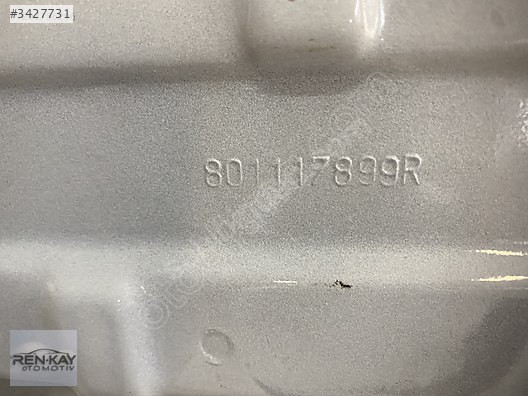 #3427731
801117899R
REN-KAY
OTOMOTİV